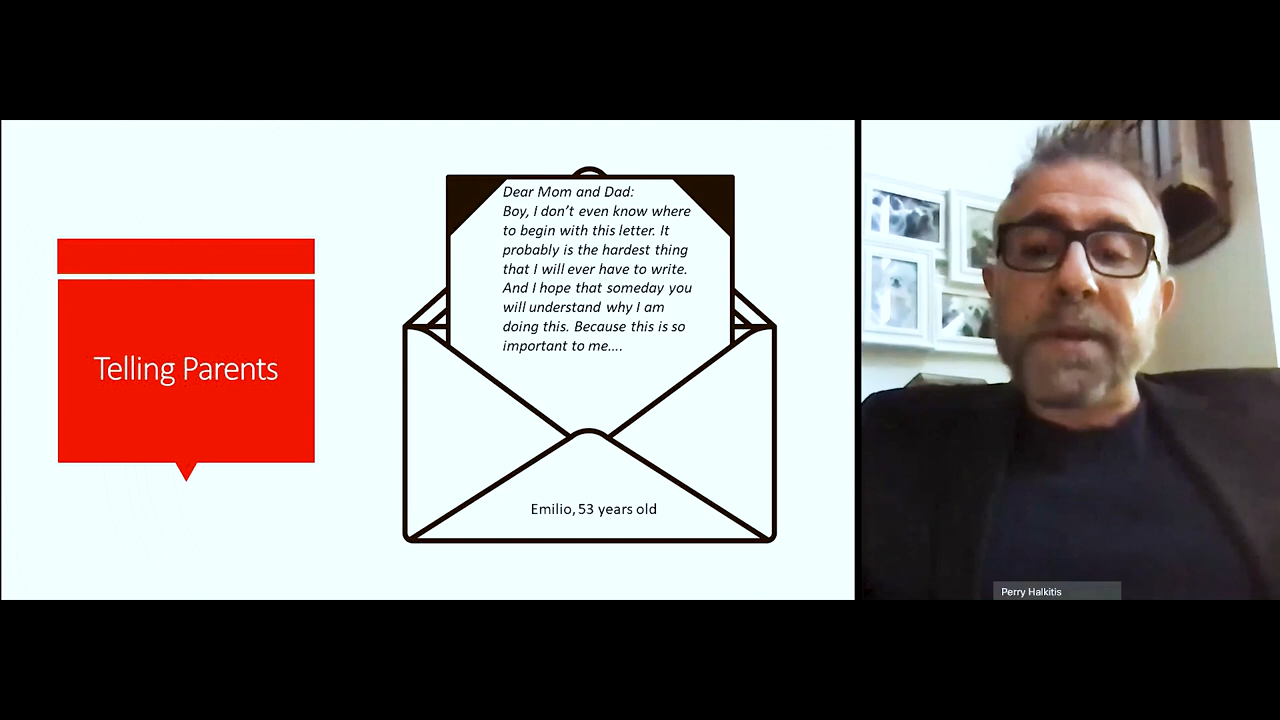 Telling Parents
Dear Mom and Dad:
Boy, I don’t even know where
to begin with this letter. It
probably is the hardest thing
that I will ever have to write.
And I hope that someday you
will understand why I am
doing this. Because this is so
important to me....
Emilio, 53 years old
Perry Halkitis